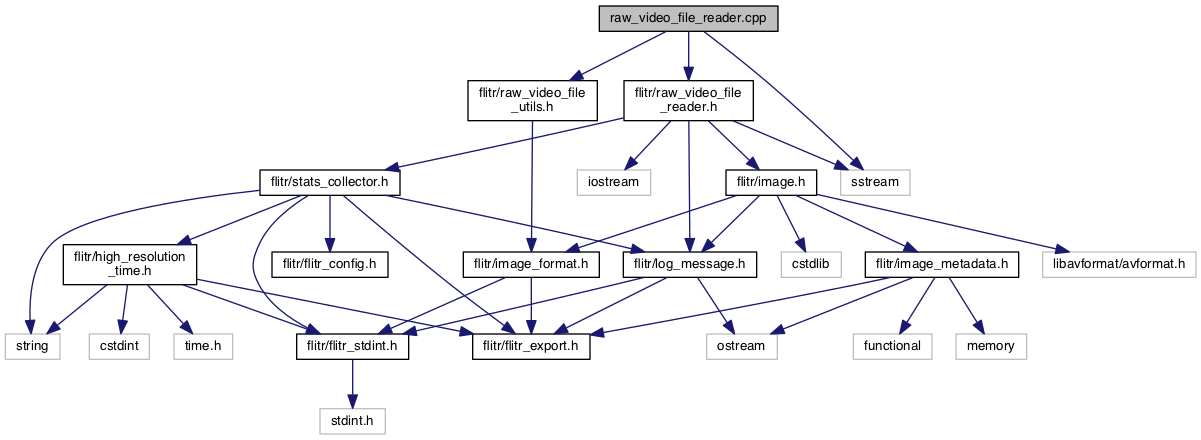 raw_video_file_reader.cpp
flitr/raw_video_file
_utils.h
flitr/raw_video_file
_reader.h
flitr/stats_collector.h
iostream
flitr/image.h
sstream
flitr/high_resolution
_time.h
flitr/flitr_config.h
flitr/image_format.h
flitr/log_message.h
cstdlib
flitr/image_metadata.h
libavformat/avformat.h
string
cstdint
time.h
flitr/flitr_stdint.h
flitr/flitr_export.h
ostream
functional
memory
stdint.h